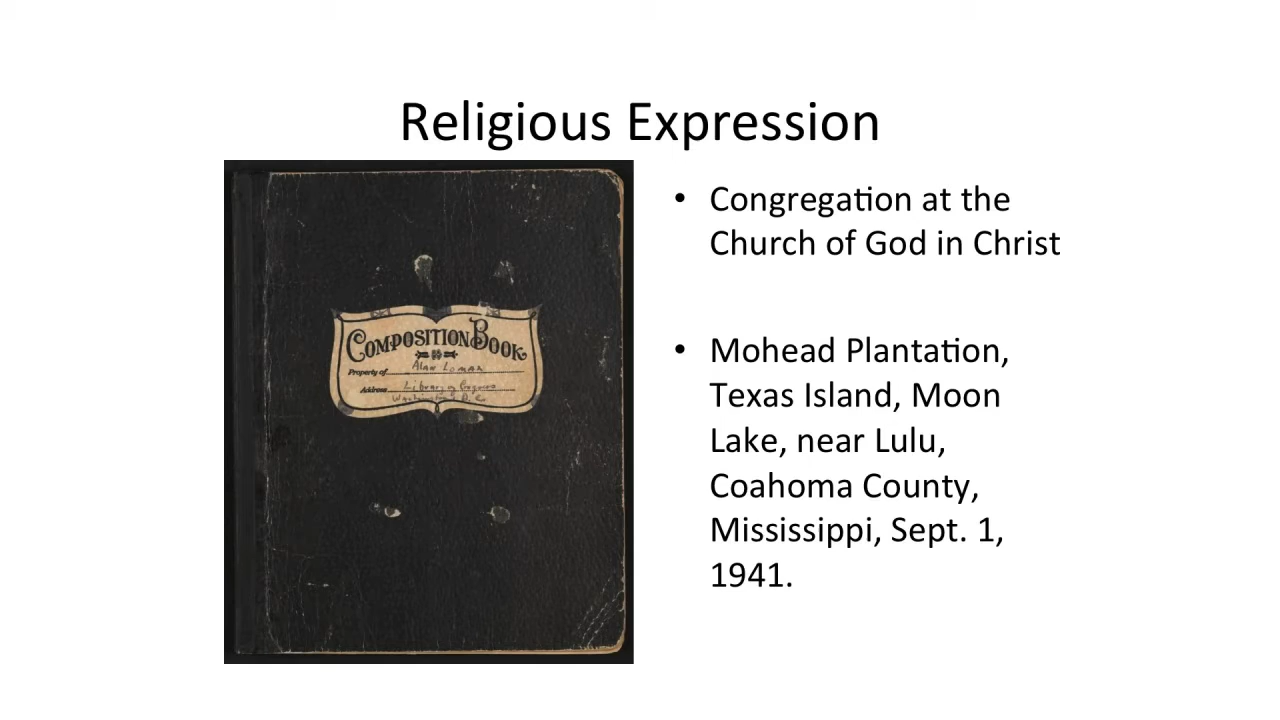 Religious Expression
COMPOSITION BOOK
Property of Alan Lomax
Address Library of Congress
Washington D.C.
• Congregation at the
Church of God in Christ
• Mohead Plantation,
Texas Island, Moon
Lake, near Lulu,
Coahoma County,
Mississippi, Sept. 1,
1941.